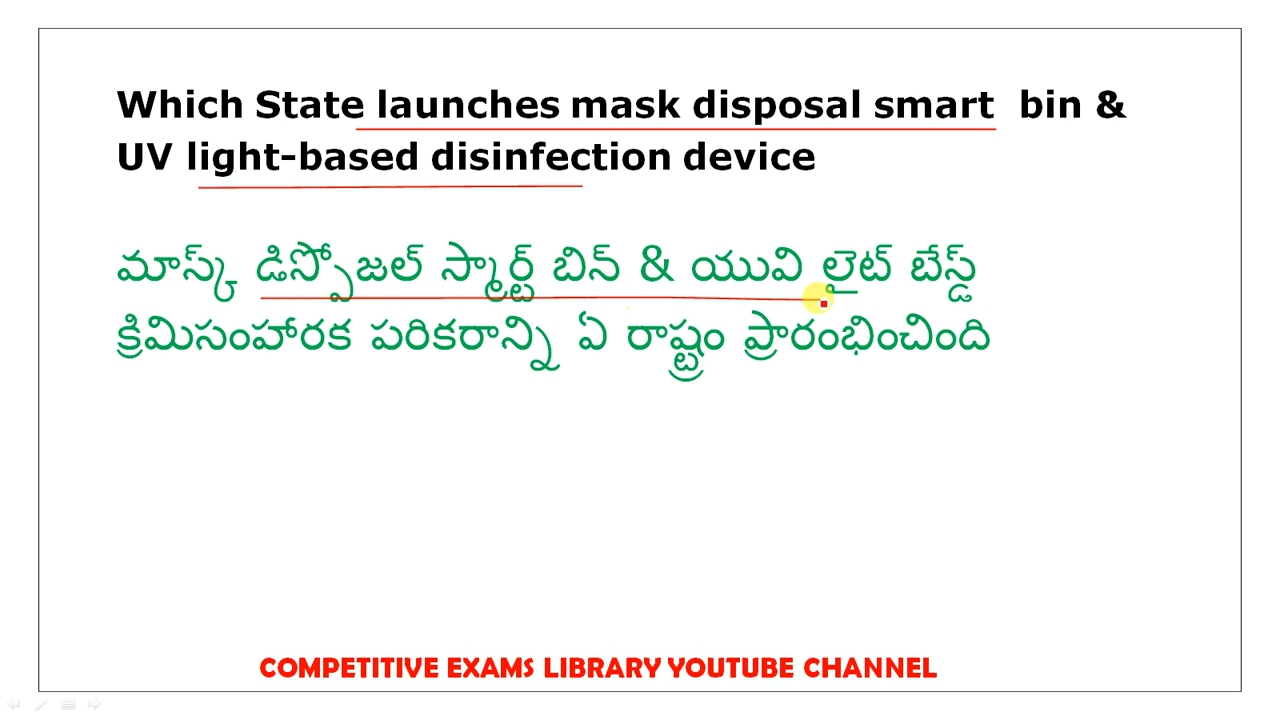 Which State launches mask disposal smart bin &
UV light-based disinfection device
మాస్క్ డిస్పోజల్ స్మార్ట్ బిన్ & యువి లైట్ బేస్డ్
క్రిమిసంహారక పరికరాన్ని ఏ రాష్ట్రం ప్రారంభించింది
COMPETITIVE EXAMS LIBRARY YOUTUBE CHANNEL